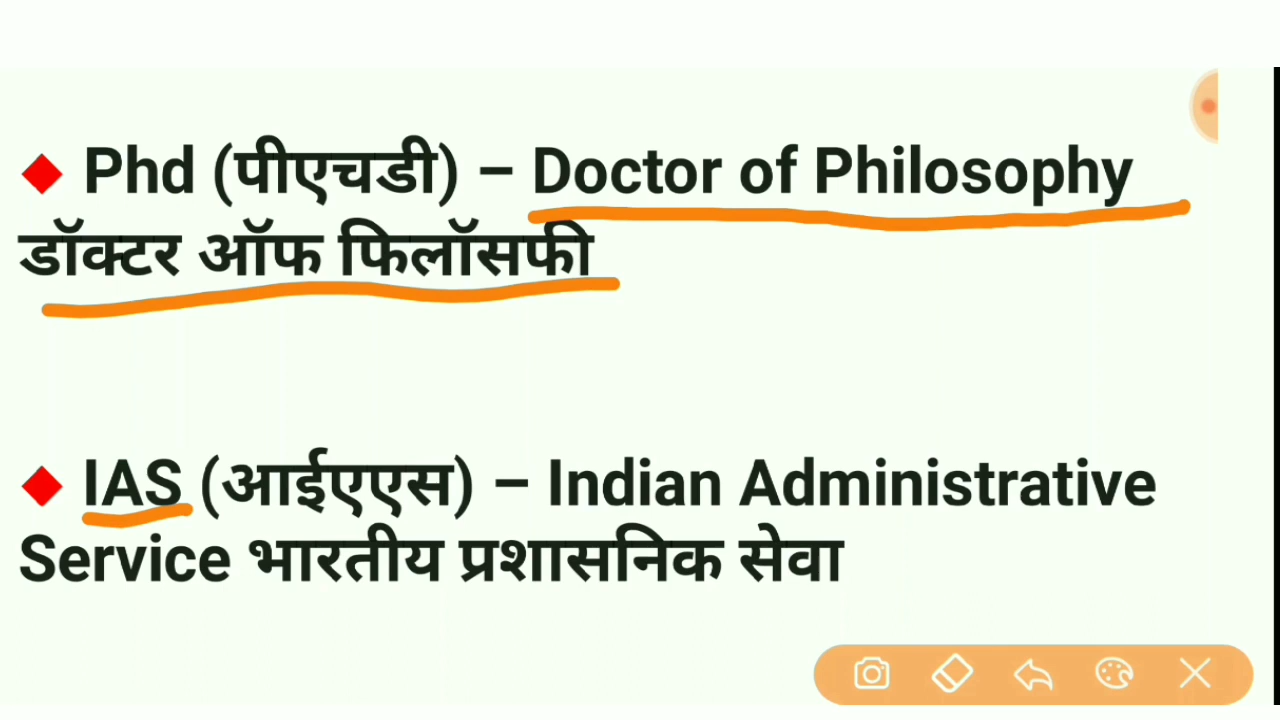 ◆ Phd (पीएचडी) – Doctor of Philosophy
डॉक्टर ऑफ फिलॉसफी
◆ IAS (आईएएस) – Indian Administrative
Service भारतीय प्रशासनिक सेवा